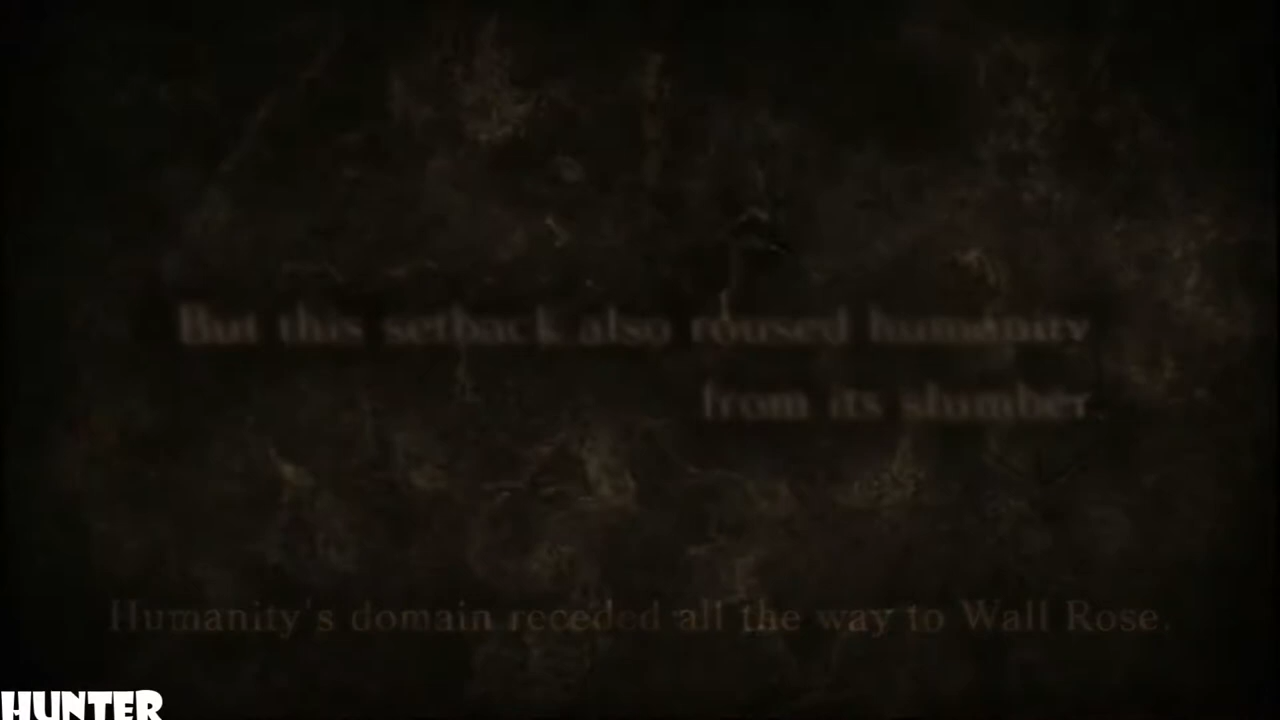 But this setback also roused humanity
from its slumber.
Humanity's domain receded all the way to Wall Rose.
HUNTER